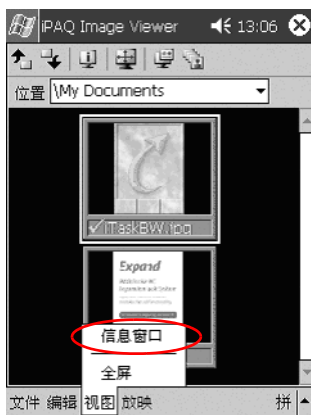 iPAQ Image Viewer 13:06
位置 \My Documents
iTaskBW.jpg
Expand
信息窗口
全屏
文件 编辑 视图 放映 拼